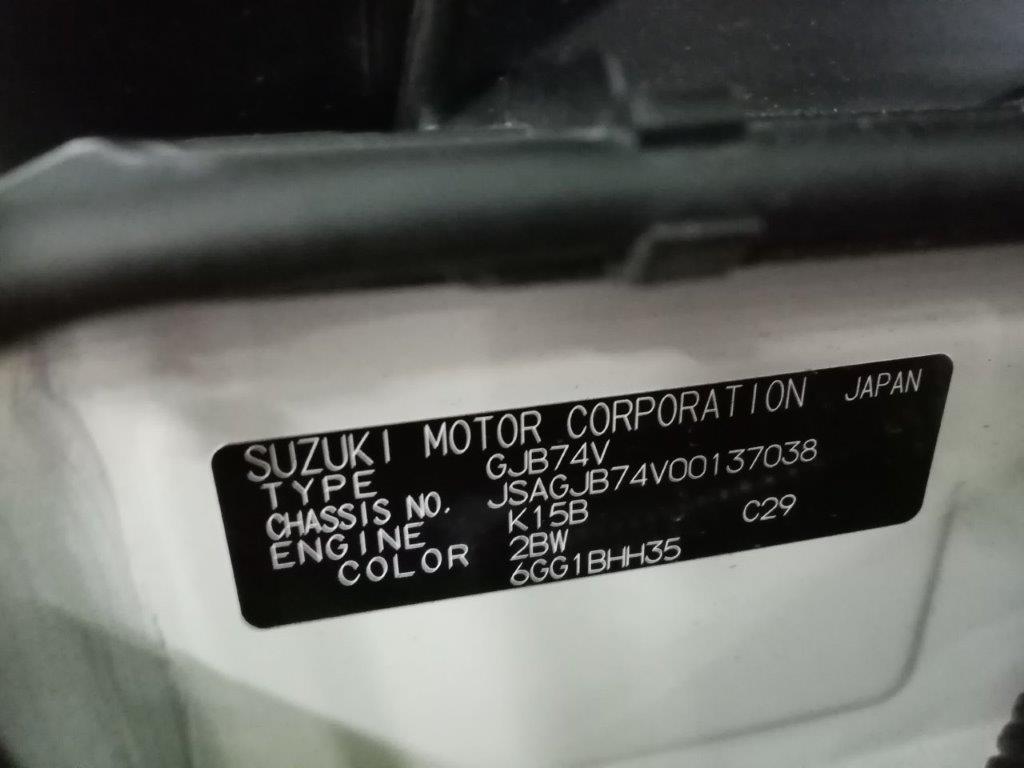 SUZUKI MOTOR CORPORATION JAPAN
TYPE GJB74V
CHASSIS NO. JSAGJB74V00137038
ENGINE K15B C29
COLOR 2BW
6GG1BHH35